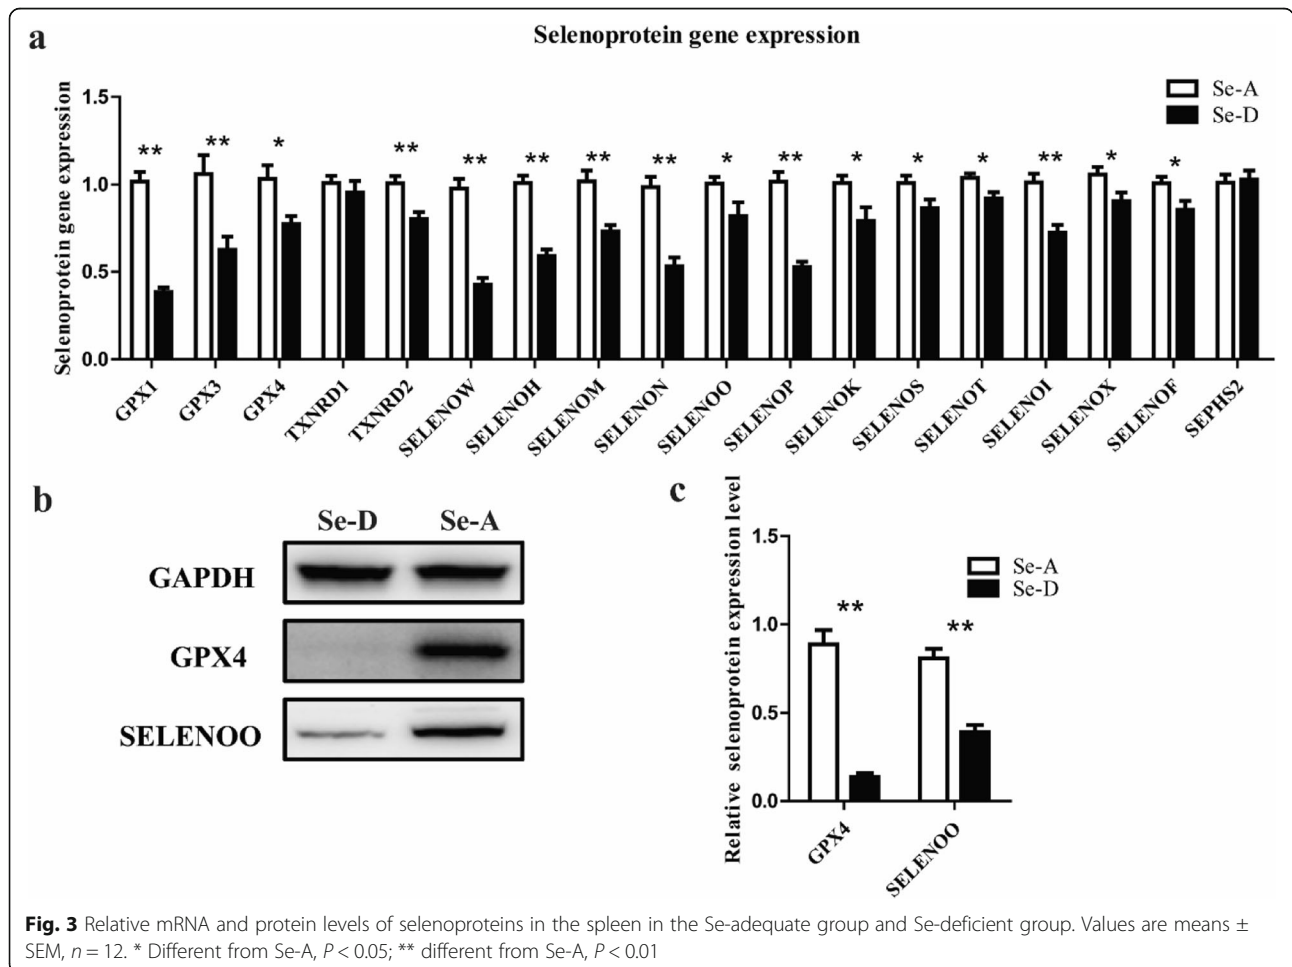 a
Selenoprotein gene expression
Selenoprotein gene expression
Se-A
Se-D
1.5
1.0
0.5
0.0
** ** * ** ** ** ** ** * ** * * * ** * *
GPX1
GPX3
GPX4
TXNRD1
TXNRD2
SELENOW
SELENOH
SELENOM
SELENON
SELENOO
SELENOP
SELENOK
SELENOS
SELENOT
SELENOI
SELENOX
SELENOF
SEPHS2
b
Se-D Se-A
GAPDH
GPX4
SELENOO
c
Relative selenoprotein expression level
Se-A
Se-D
1.5
1.0
0.5
0.0
** **
GPX4
SELENOO
Fig. 3 Relative mRNA and protein levels of selenoproteins in the spleen in the Se-adequate group and Se-deficient group. Values are means ±
SEM, n = 12. * Different from Se-A, P < 0.05; ** different from Se-A, P < 0.01